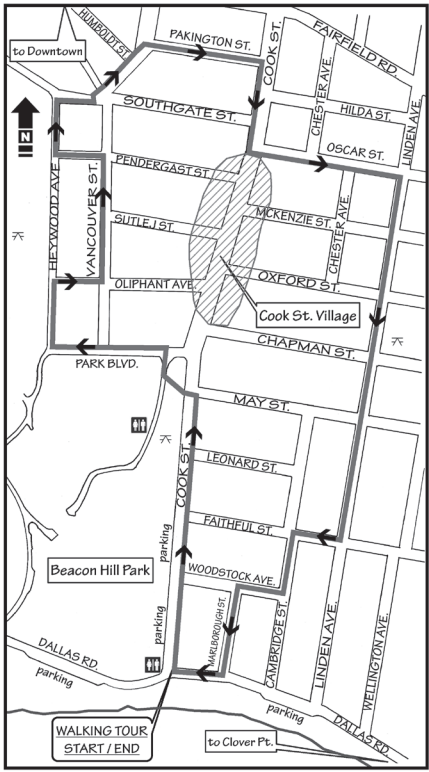 HUMBOLDT ST.
to Downtown
PAKINGTON ST.
COOK ST.
FAIRFIELD RD.
CHESTER AVE.
LINDEN AVE.
SOUTHGATE ST.
HILDA ST.
OSCAR ST.
N
HEYWOOD AVE
VANCOUVER ST.
PENDERGAST ST.
SUTLEJ ST.
MCKENZIE ST.
CHESTER AVE.
OLIPHANT AVE.
OXFORD ST.
Cook St. Village
CHAPMAN ST.
PARK BLVD.
MAY ST.
COOK ST.
LEONARD ST.
FAITHFUL ST.
parking
WOODSTOCK AVE.
Beacon Hill Park
parking
MARLBOROUGH ST.
CAMBRIDGE ST.
LINDEN AVE.
WELLINGTON AVE.
DALLAS RD
parking
WALKING TOUR
START / END
parking
DALLAS RD
to Clover Pt.